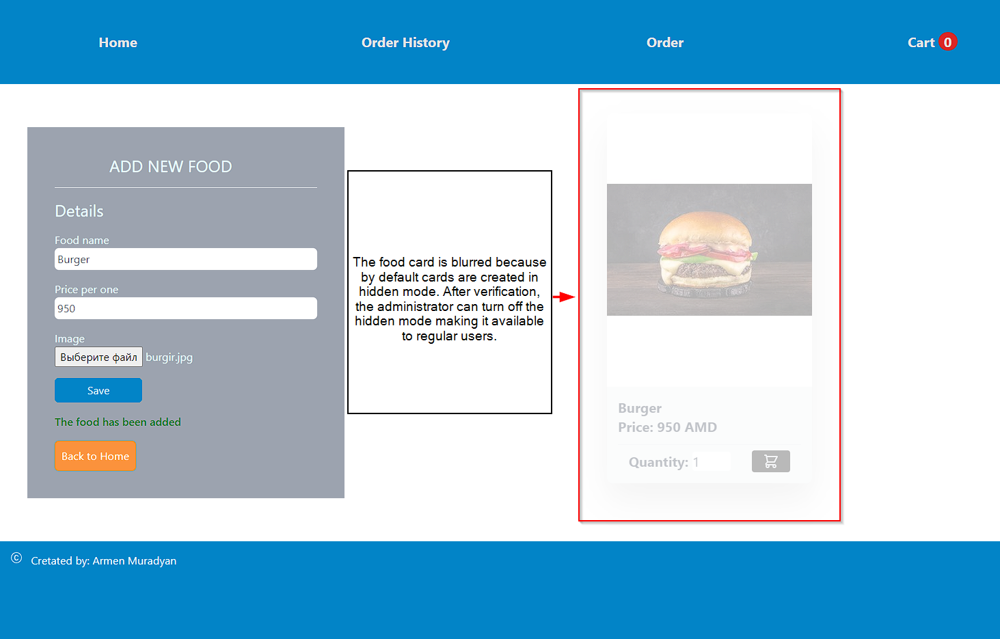 Home
Order History
Order
Cart 0
ADD NEW FOOD
Details
Food name
Burger
Price per one
950
Image
Выберите файл burgir.jpg
Save
The food has been added
Back to Home
The food card is blurred because
by default cards are created in
hidden mode. After verification,
the administrator can turn off the
hidden mode making it available
to regular users.
Burger
Price: 950 AMD
Quantity: 1
© Cretated by: Armen Muradyan